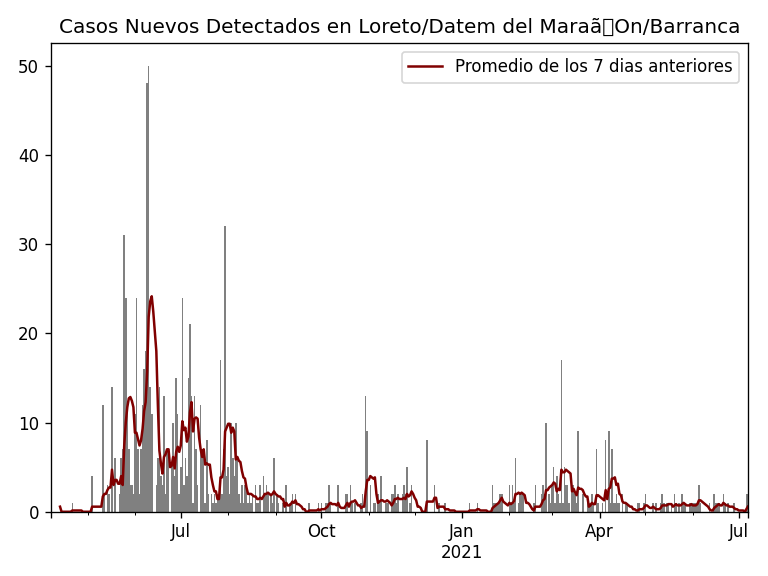 Casos Nuevos Detectados en Loreto/Datem del Maraã▯On/Barranca
Promedio de los 7 dias anteriores
50
40
30
20
10
0
Jul
Oct
Jan
2021
Apr
Jul